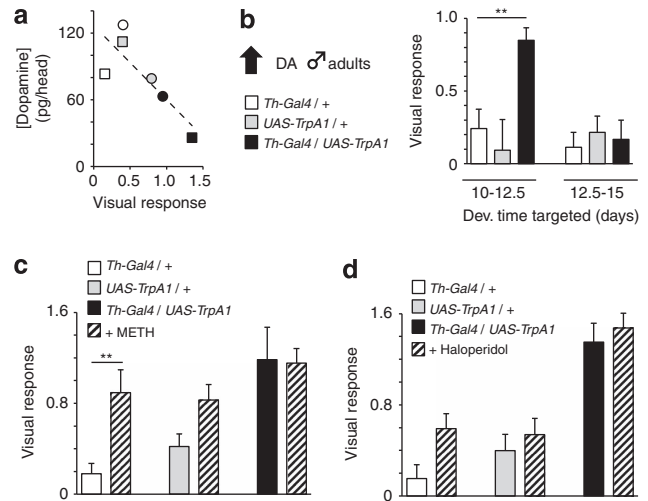 a
[Dopamine]
(pg/head)
120
60
0
0
0.5
1.0
1.5
Visual response
b
DA ♂ adults
Th-Gal4 / +
UAS-TrpA1 / +
Th-Gal4 / UAS-TrpA1
Visual response
1.0
0.5
0
**
10-12.5
12.5-15
Dev. time targeted (days)
c
Th-Gal4 / +
UAS-TrpA1 / +
Th-Gal4 / UAS-TrpA1
+ METH
Visual response
1.6
0.8
0
**
d
Th-Gal4 / +
UAS-TrpA1 / +
Th-Gal4 / UAS-TrpA1
+ Haloperidol
Visual response
1.6
0.8
0